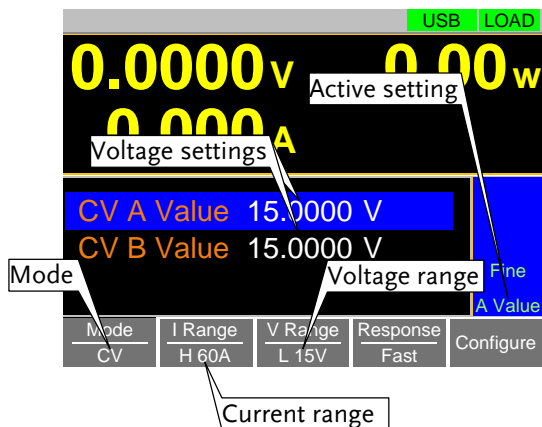 USB LOAD
0.0000 V 0.00 W
Active setting
0.000 A
Voltage settings
CV A Value 15.0000 V
CV B Value 15.0000 V
Mode
Voltage range
Fine
A Value
Mode I Range V Range Response Configure
CV H 60A L 15V Fast
Current range